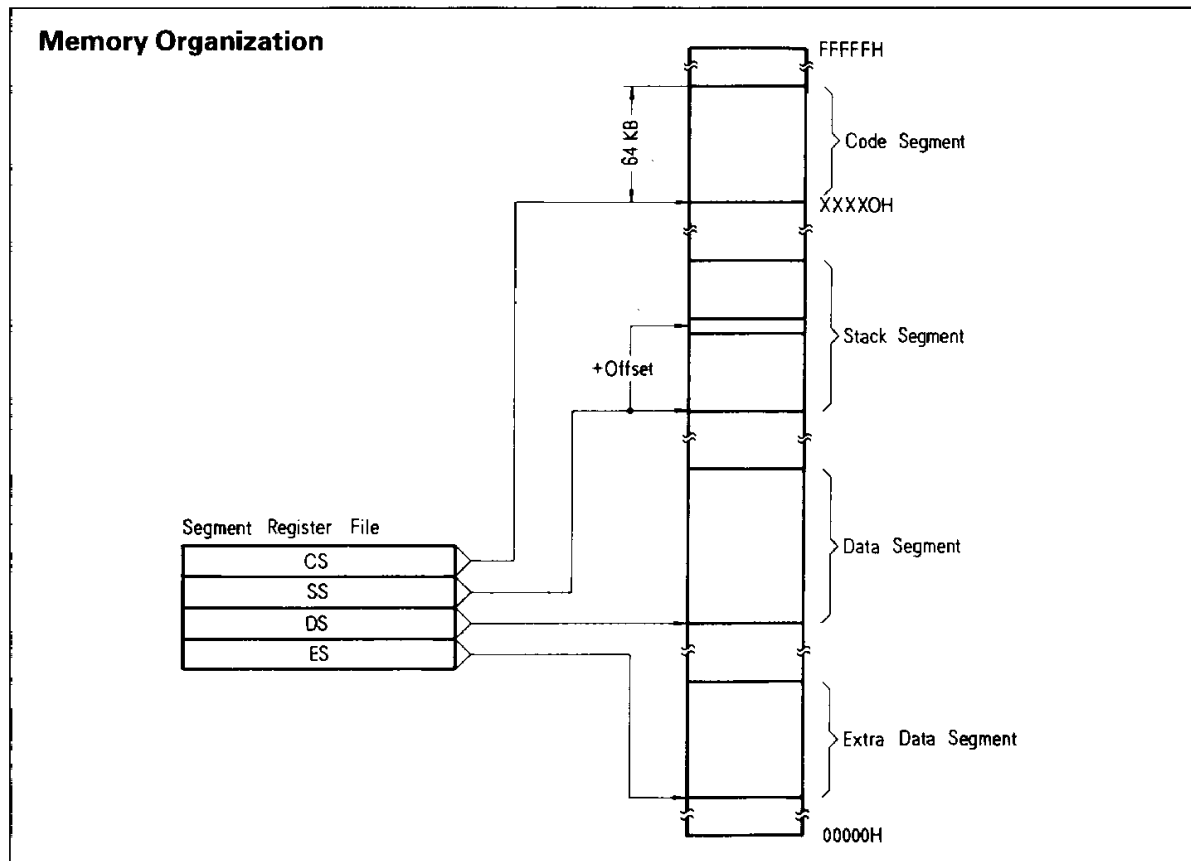 Memory Organization
FFFFFH
64 KB
Code Segment
XXXX0H
Stack Segment
+Offset
Data Segment
Segment Register File
CS
SS
DS
ES
Extra Data Segment
00000H